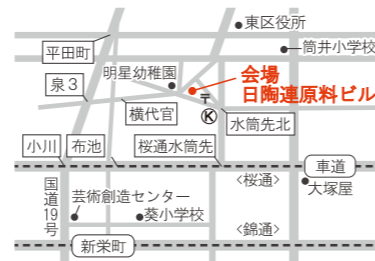 東区役所
平田町
筒井小学校
明星幼稚園
会場
日陶連原料ビル
泉3
〒
横代官
K
水筒先北
小川
布池
桜通水筒先
車道
〈桜通〉
大塚屋
国道19号
芸術創造センター
葵小学校
〈錦通〉
新栄町